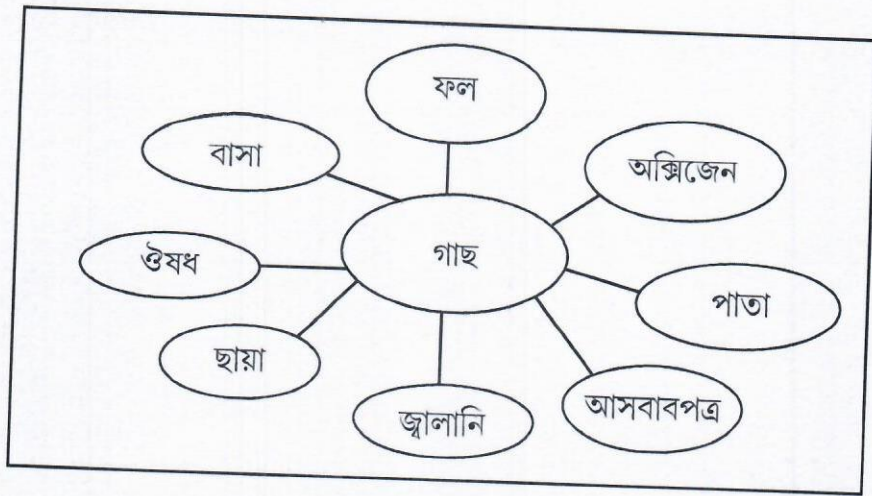 ফল
বাসা
অক্সিজেন
গাছ
ঔষধ
পাতা
ছায়া
আসবাবপত্র
জ্বালানি